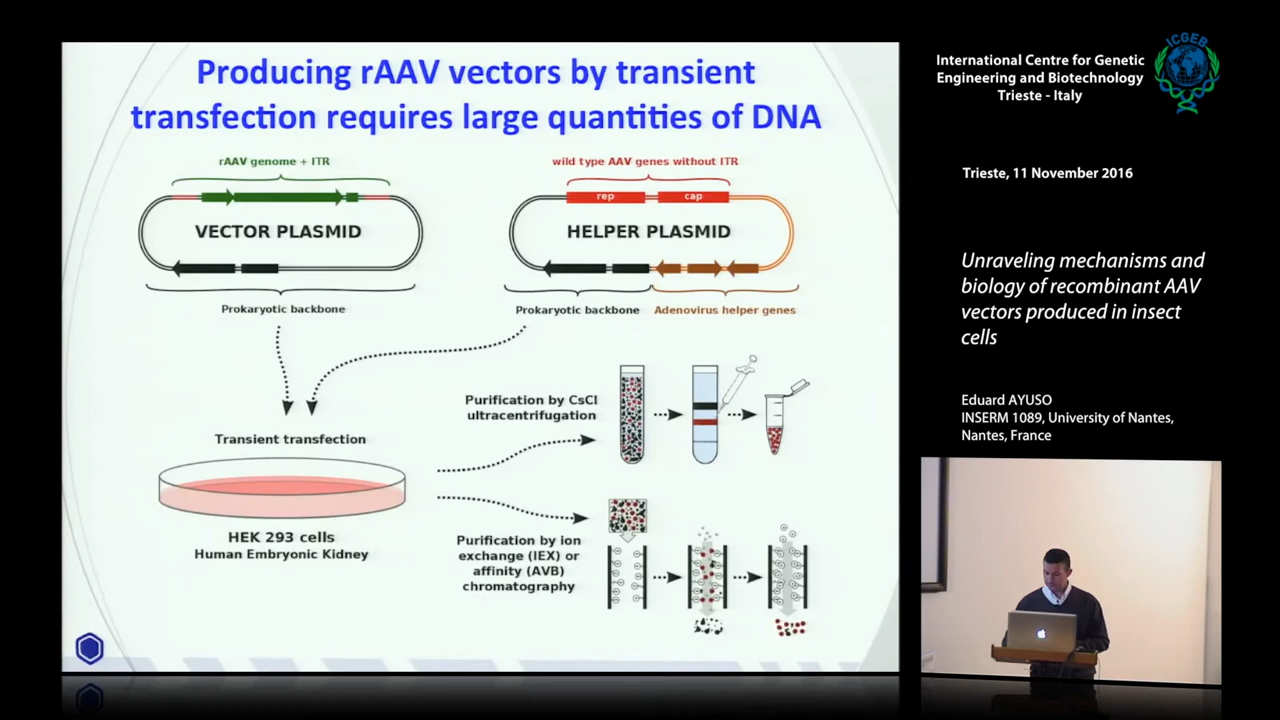 Producing rAAV vectors by transient
transfection requires large quantities of DNA
rAAV genome + ITR
VECTOR PLASMID
Prokaryotic backbone
wild type AAV genes without ITR
rep
cap
HELPER PLASMID
Prokaryotic backbone
Adenovirus helper genes
Transient transfection
HEK 293 cells
Human Embryonic Kidney
Purification by CsCl
ultracentrifugation
Purification by ion
exchange (IEX) or
affinity (AVB)
chromatography
International Centre for Genetic
Engineering and Biotechnology
Trieste - Italy
ICGEB
Trieste, 11 November 2016
Unraveling mechanisms and
biology of recombinant AAV
vectors produced in insect
cells
Eduard AYUSO
INSERM 1089, University of Nantes,
Nantes, France